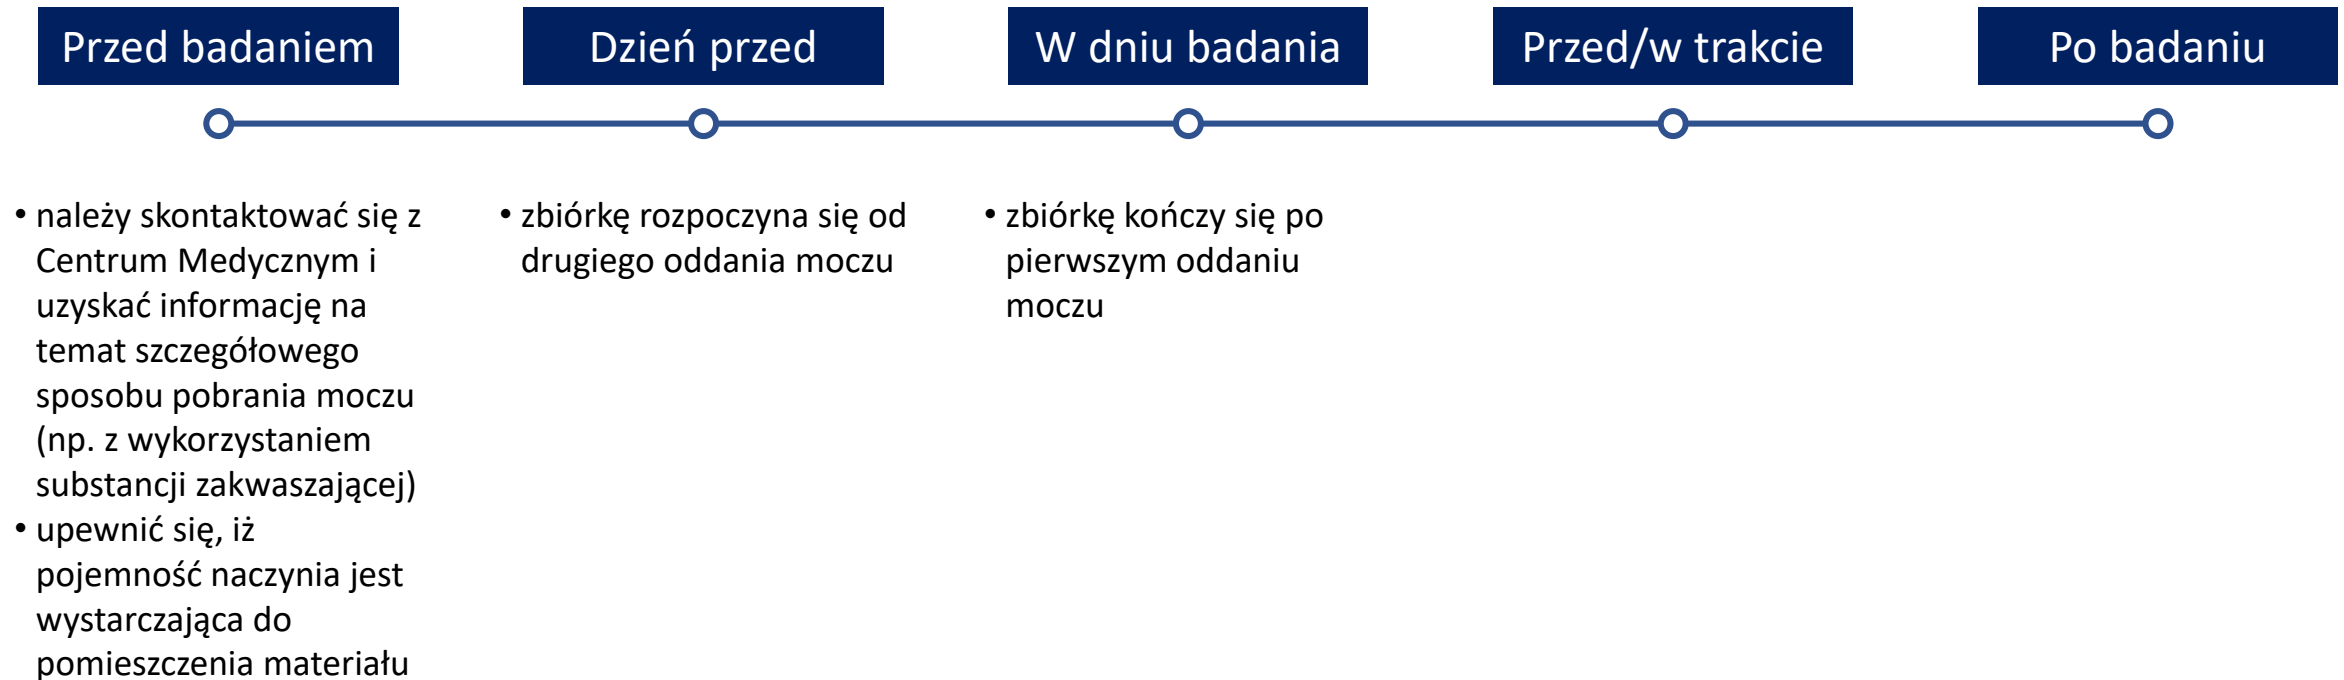 Przed badaniem
Dzień przed
W dniu badania
Przed/w trakcie
Po badaniu
• należy skontaktować się z
Centrum Medycznym i
uzyskać informację na
temat szczegółowego
sposobu pobrania moczu
(np. z wykorzystaniem
substancji zakwaszającej)
• upewnić się, iż
pojemność naczynia jest
wystarczająca do
pomieszczenia materiału
• zbiórkę rozpoczyna się od
drugiego oddania moczu
• zbiórkę kończy się po
pierwszym oddaniu
moczu